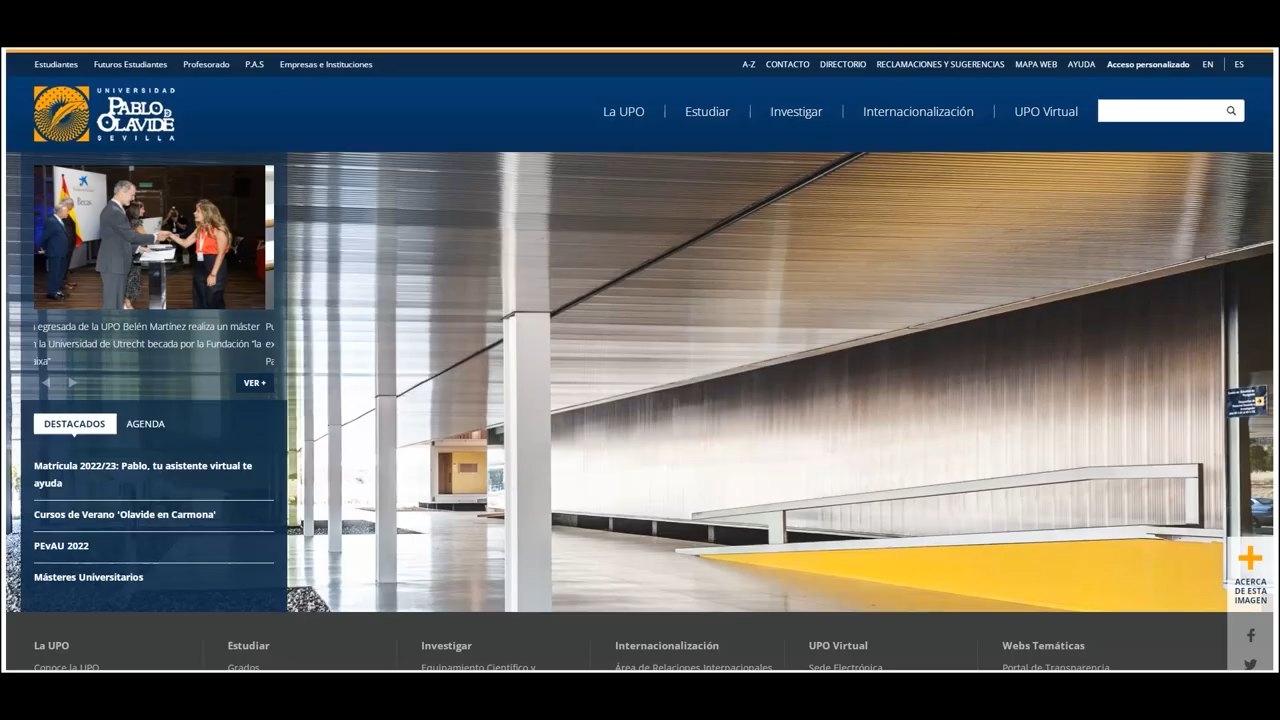 Estudiantes Futuros Estudiantes Profesorado P.A.S Empresas e Instituciones A-Z CONTACTO DIRECTORIO RECLAMACIONES Y SUGERENCIAS MAPA WEB AYUDA Acceso personalizado EN ES
UNIVERSIDAD
PABLO DE
OLAVIDE
SEVILLA
La UPO Estudiar Investigar Internacionalización UPO Virtual
Becas
egresada de la UPO Belén Martínez realiza un máster
la Universidad de Utrecht becada por la Fundación "la
aixa"
VER +
DESTACADOS AGENDA
Matrícula 2022/23: Pablo, tu asistente virtual te
ayuda
Cursos de Verano 'Olavide en Carmona'
PEvAU 2022
Másteres Universitarios
ACERCA
DE ESTA
IMAGEN
La UPO Estudiar Investigar Internacionalización UPO Virtual Webs Temáticas
Conoce la UPO Grados Equipamiento Científico y Área de Relaciones Internacionales Sede Electrónica Portal de Transparencia